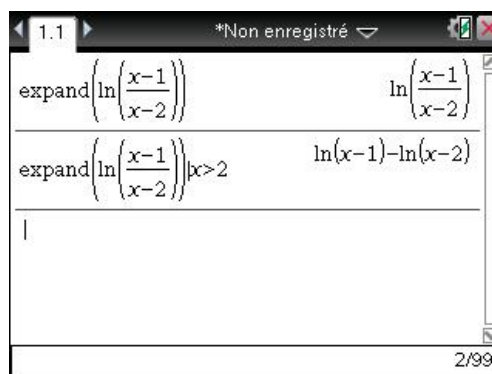 1.1 *Non enregistré
expand(ln((x-1)/(x-2))) ln((x-1)/(x-2))
expand(ln((x-1)/(x-2)))|x>2 ln(x-1)-ln(x-2)
2/99